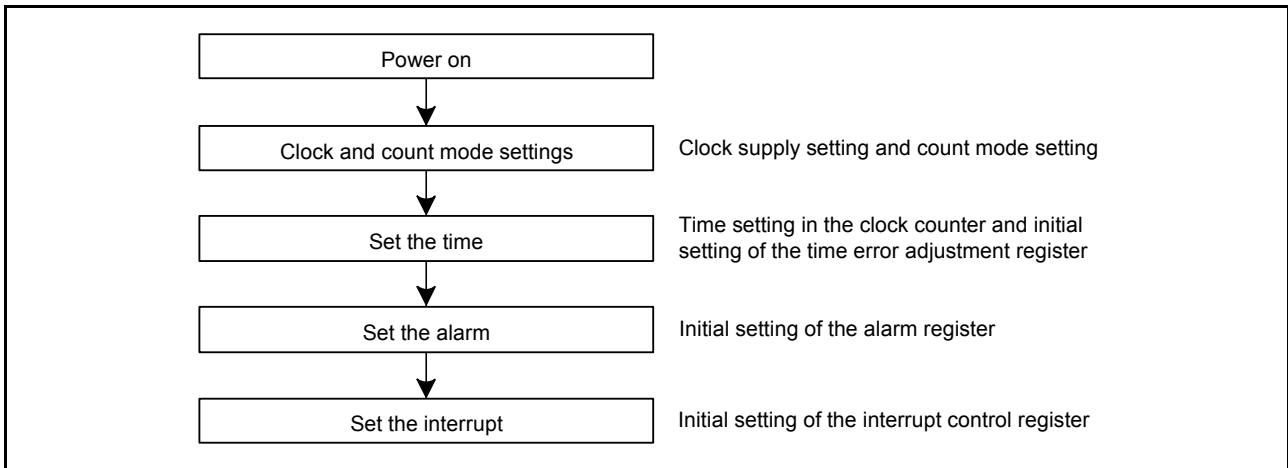 Power on
Clock and count mode settings
Clock supply setting and count mode setting
Set the time
Time setting in the clock counter and initial
setting of the time error adjustment register
Set the alarm
Initial setting of the alarm register
Set the interrupt
Initial setting of the interrupt control register